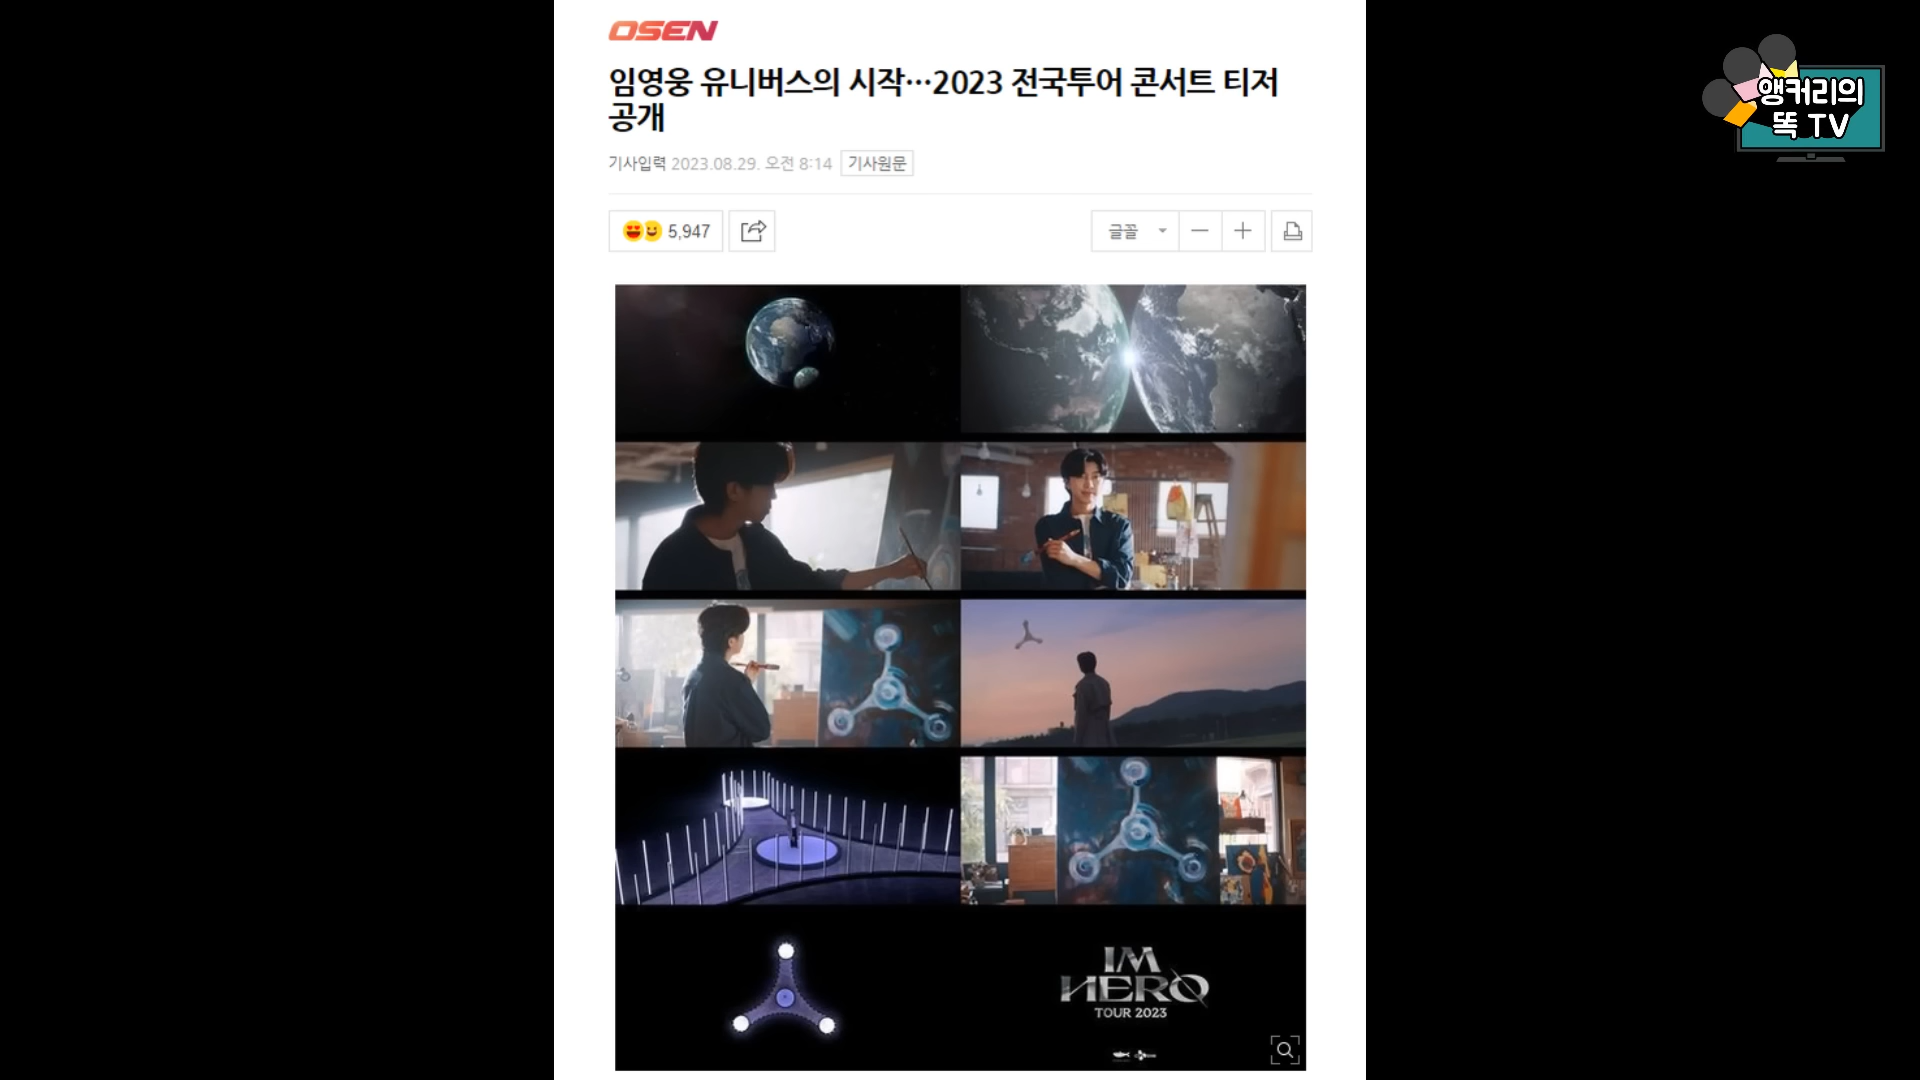 OSEN
임영웅 유니버스의 시작…2023 전국투어 콘서트 티저
공개
기사입력 2023.08.29. 오전 8:14 기사원문
5,947
글꼴
앵커리의
똑 TV
IM
HERO
TOUR 2023